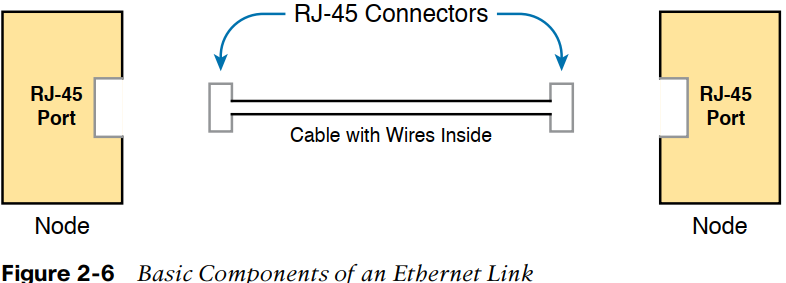 RJ-45 Connectors
RJ-45
Port
RJ-45
Port
Cable with Wires Inside
Node
Node
Figure 2-6 Basic Components of an Ethernet Link